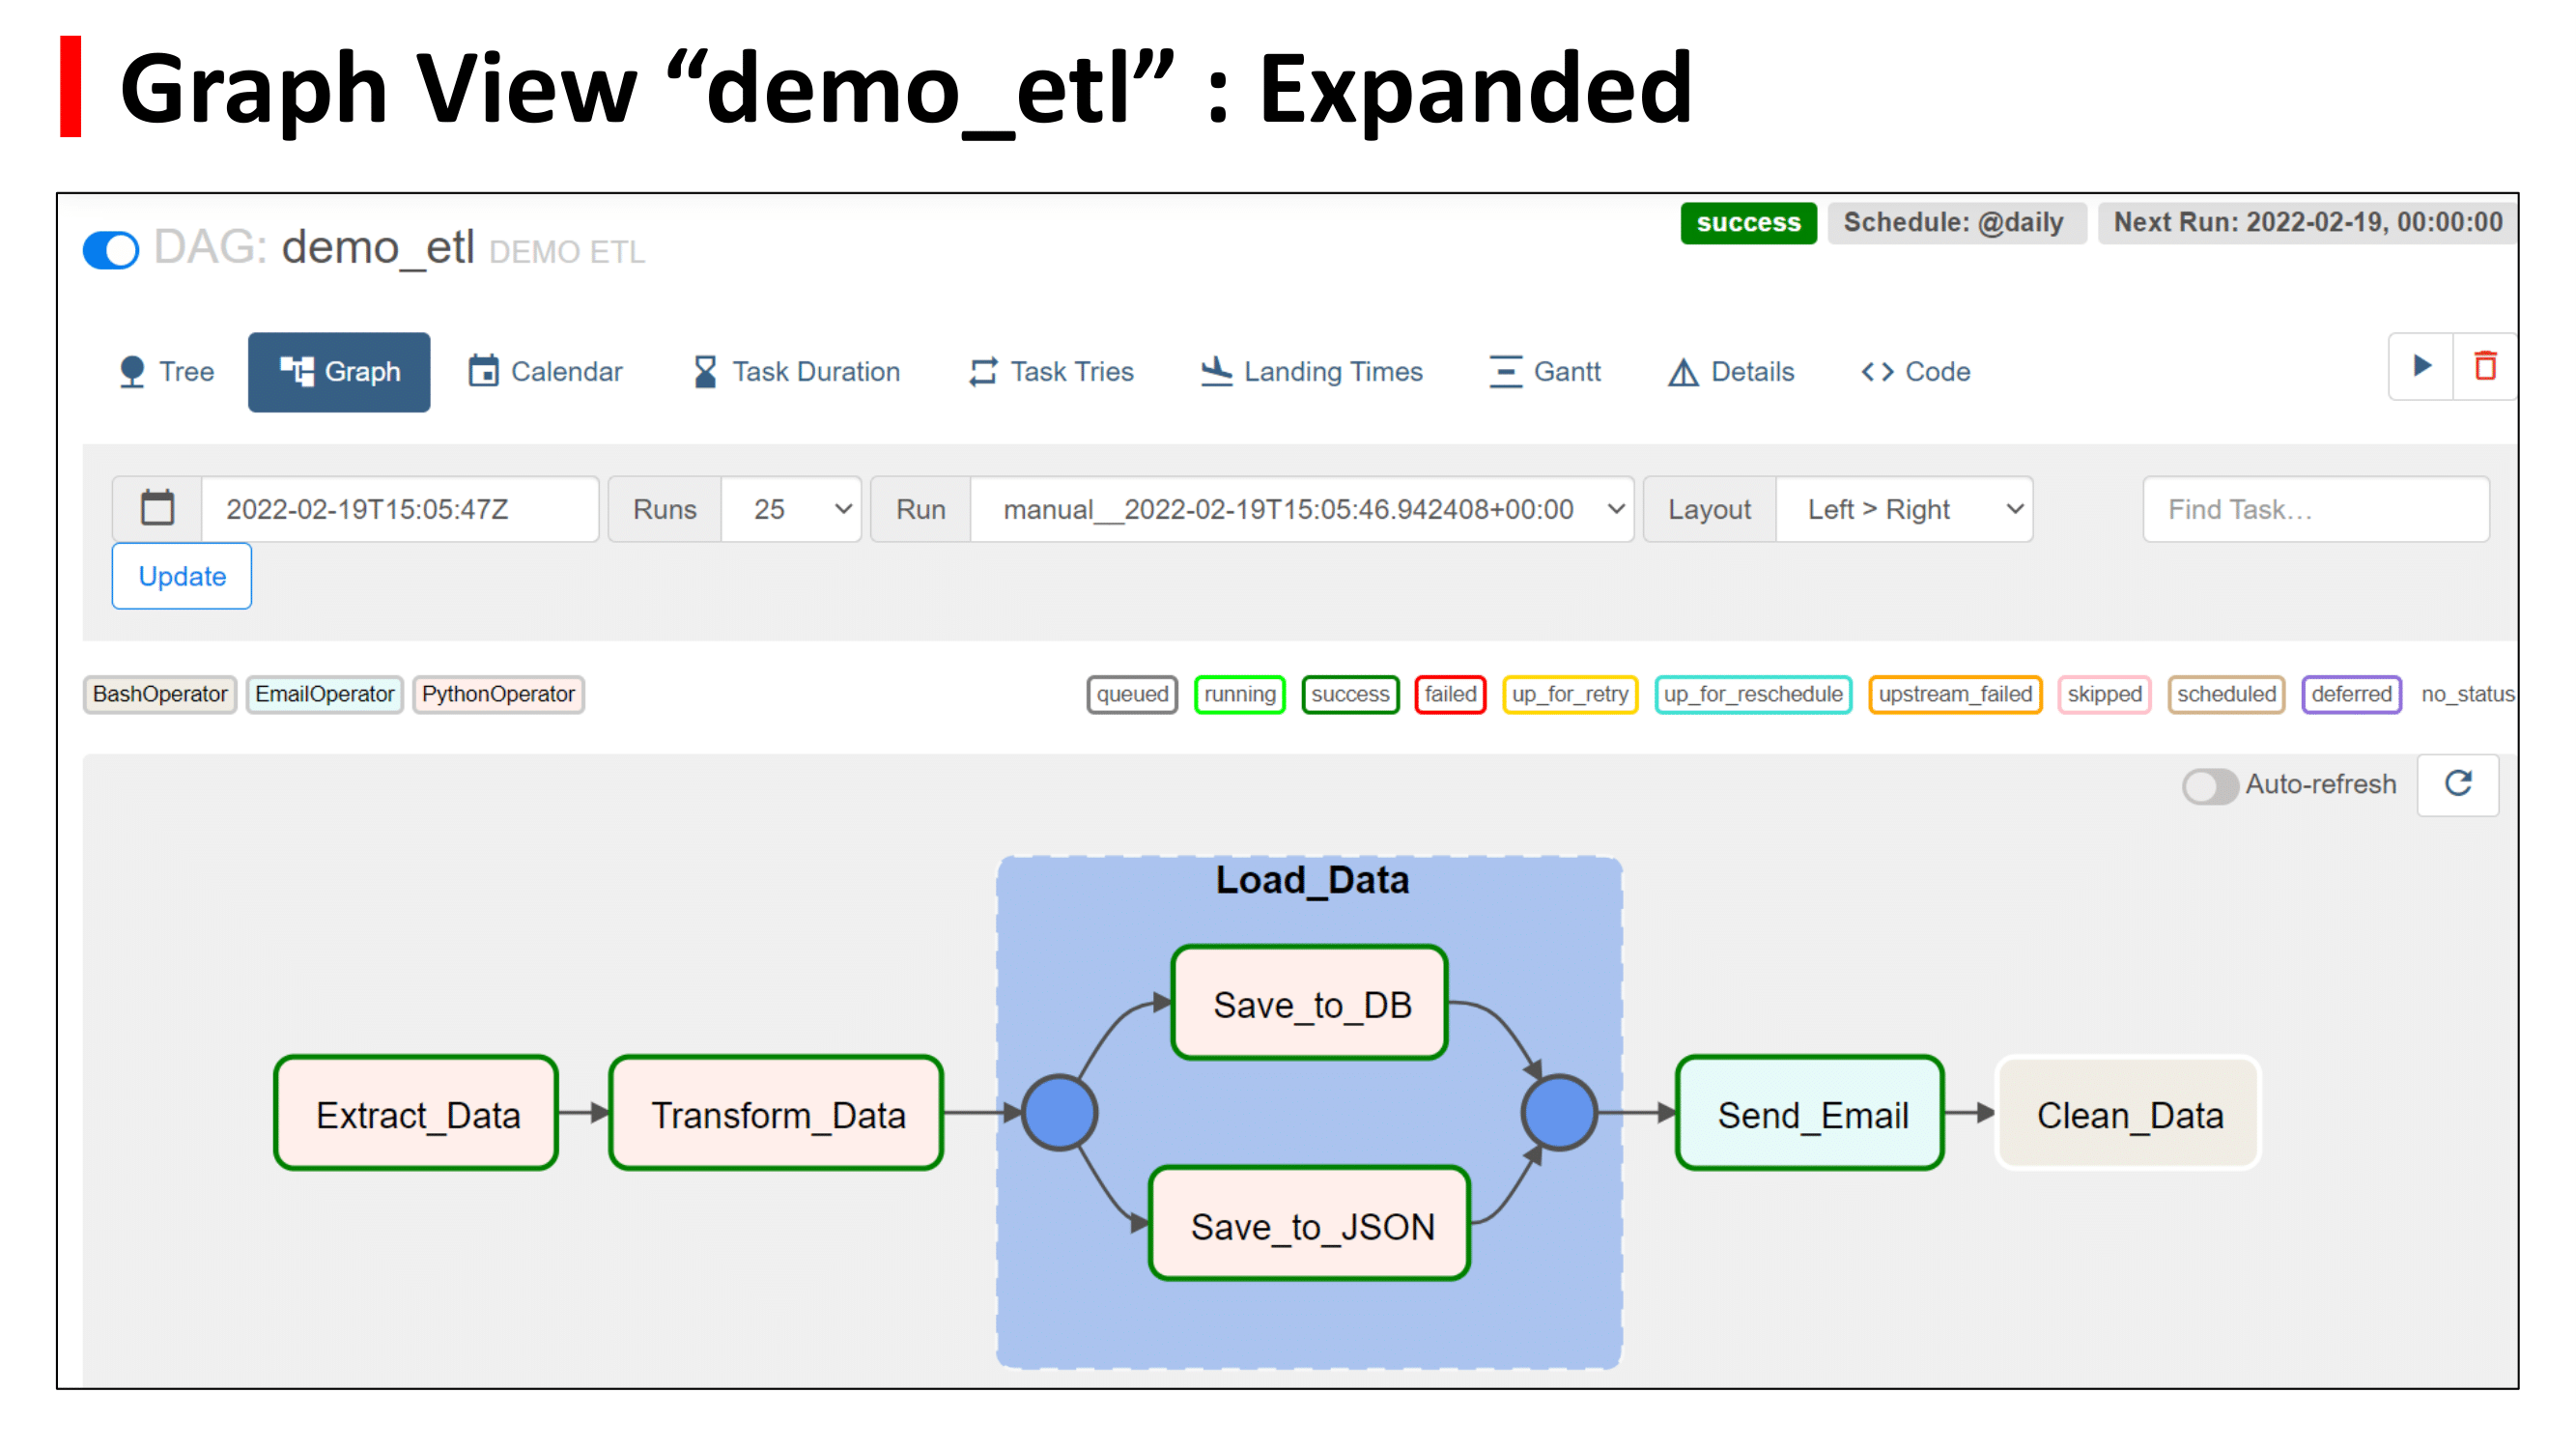 Graph View “demo_etl” : Expanded
success Schedule: @daily Next Run: 2022-02-19, 00:00:00
DAG: demo_etl DEMO ETL
Tree Graph Calendar Task Duration Task Tries Landing Times Gantt Details <> Code
2022-02-19T15:05:47Z Runs 25 Run manual__2022-02-19T15:05:46.942408+00:00 Layout Left > Right Find Task…
Update
BashOperator EmailOperator PythonOperator queued running success failed up_for_retry up_for_reschedule upstream_failed skipped scheduled deferred no_status
Auto-refresh
Load_Data
Save_to_DB
Extract_Data Transform_Data Send_Email Clean_Data
Save_to_JSON